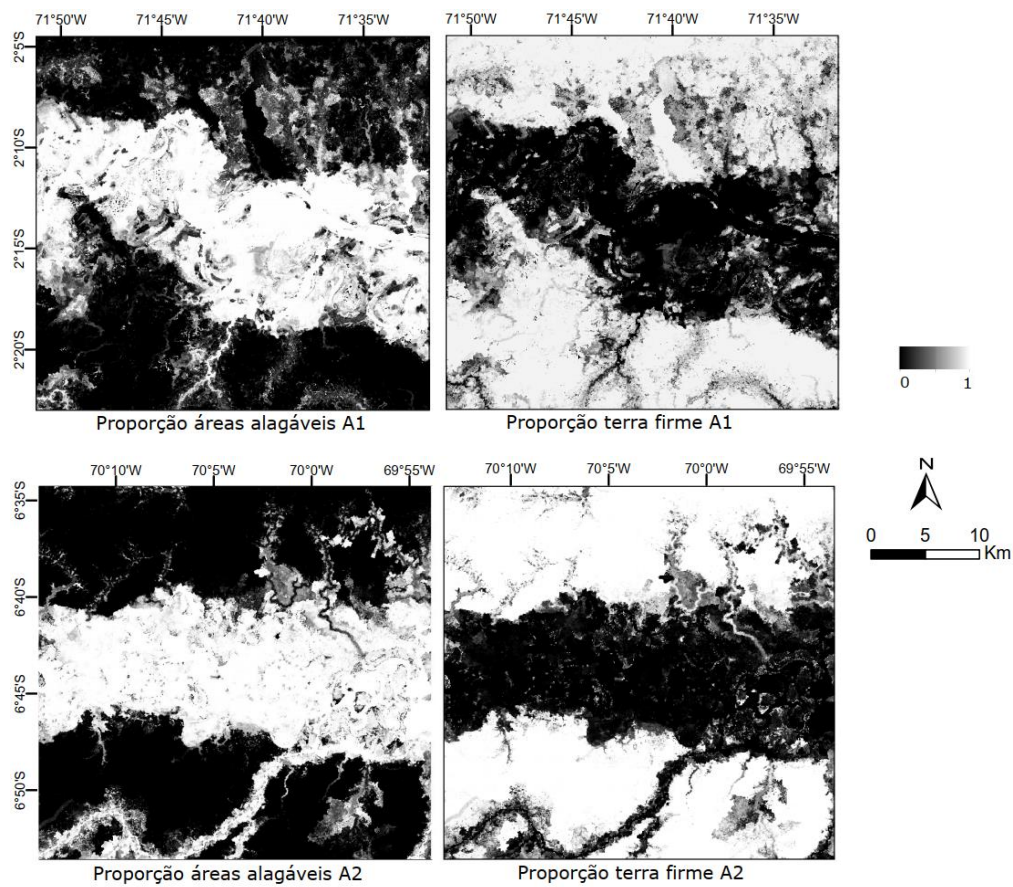 71°50'W 71°45'W 71°40'W 71°35'W
71°50'W 71°45'W 71°40'W 71°35'W
2°5'S
2°10'S
2°15'S
2°20'S
0 1
Proporção áreas alagáveis A1
Proporção terra firme A1
70°10'W 70°5'W 70°0'W 69°55'W
70°10'W 70°5'W 70°0'W 69°55'W
6°35'S
6°40'S
6°45'S
6°50'S
N
0 5 10
Km
Proporção áreas alagáveis A2
Proporção terra firme A2